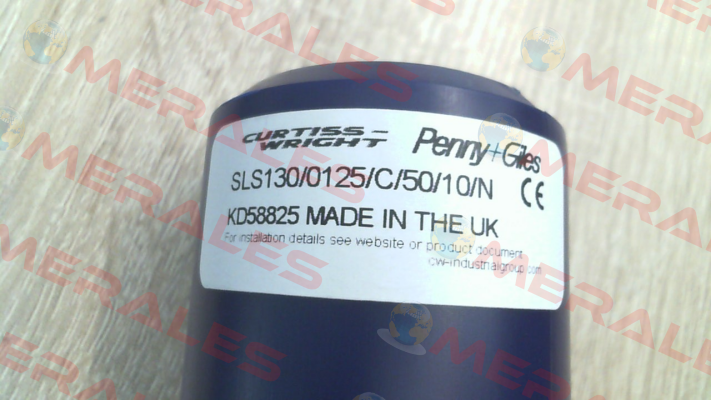 CURTISS-
WRIGHT
Penny+Giles
SLS130/0125/C/50/10/N CE
KD58825 MADE IN THE UK
For installation details see website or product document
cw-industrialgroup.com
MERALES
MERALES
MERALES
MERALES
MERALES